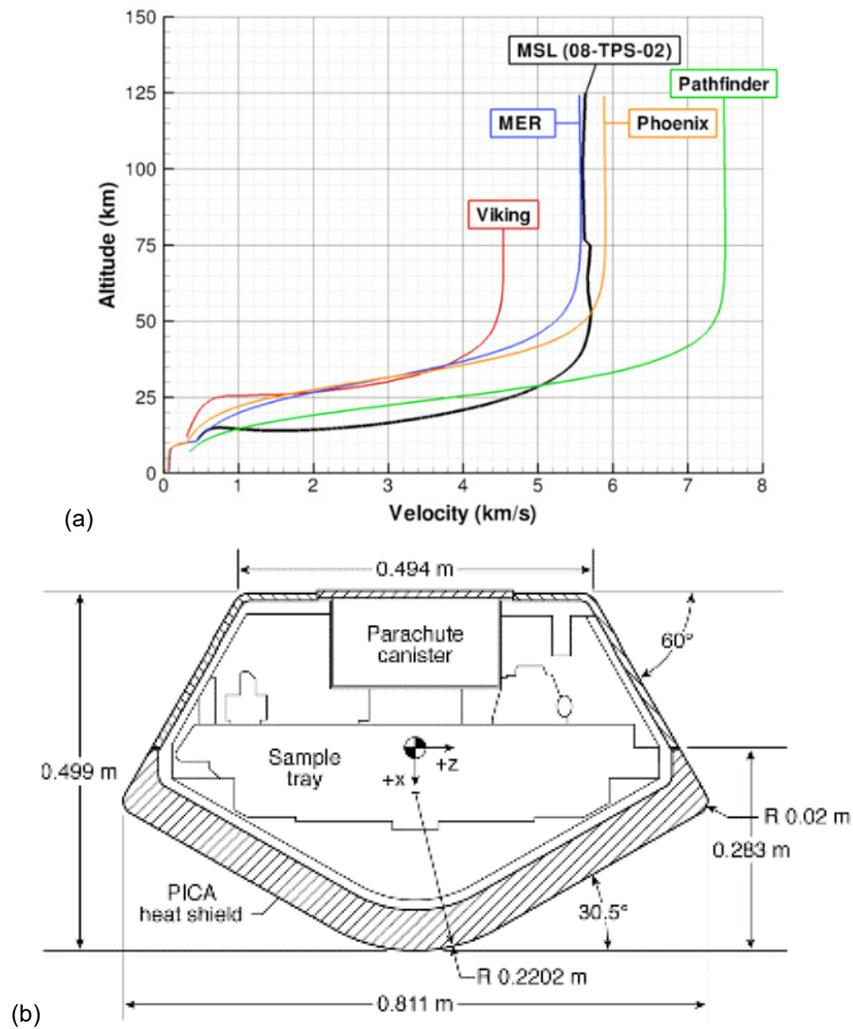 150
125
100
75
50
25
0
Altitude (km)
MSL (08-TPS-02)
Pathfinder
MER
Phoenix
Viking
0 1 2 3 4 5 6 7 8
Velocity (km/s)
(a)
0.494 m
Parachute
canister
60°
0.499 m
Sample
tray
+z
+x
R 0.02 m
0.283 m
PICA
heat shield
30.5°
R 0.2202 m
0.811 m
(b)